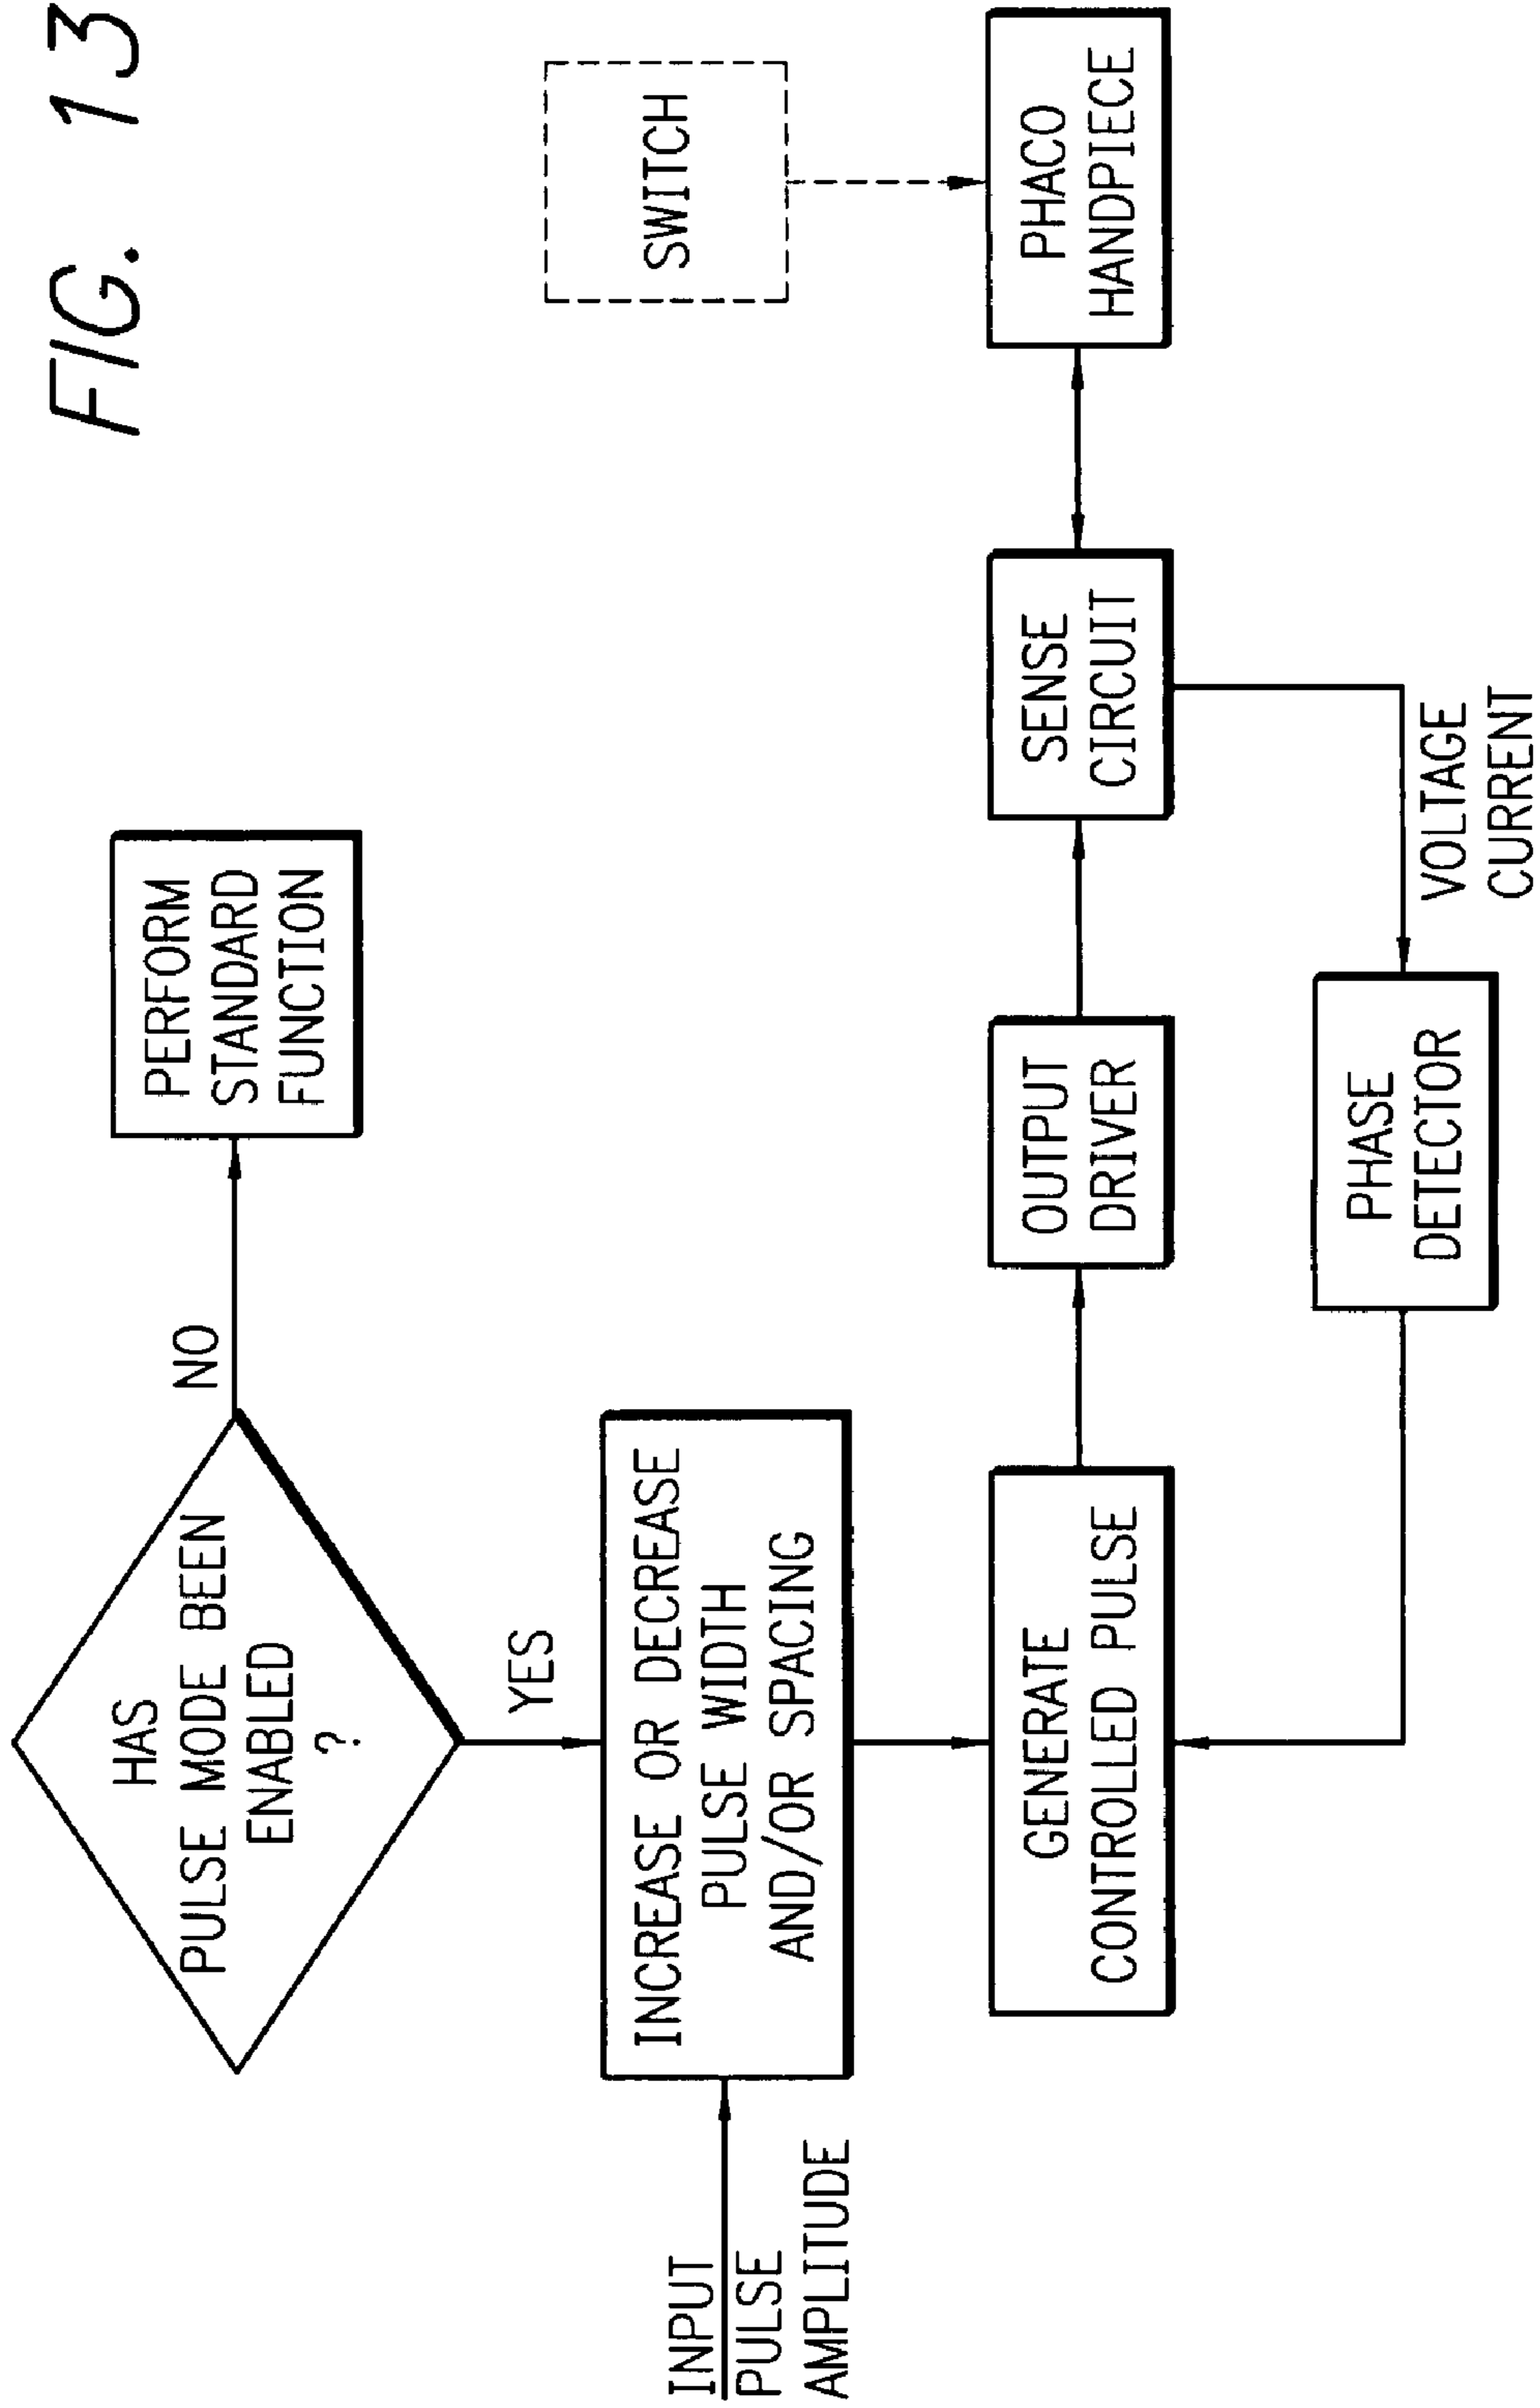 FIG. 13
HAS
PULSE MODE BEEN
ENABLED
?
NO
PERFORM
STANDARD
FUNCTION
YES
INPUT
PULSE
AMPLITUDE
INCREASE OR DECREASE
PULSE WIDTH
AND/OR SPACING
SWITCH
GENERATE
CONTROLLED PULSE
OUTPUT
DRIVER
SENSE
CIRCUIT
PHACO
HANDPIECE
PHASE
DETECTOR
VOLTAGE
CURRENT